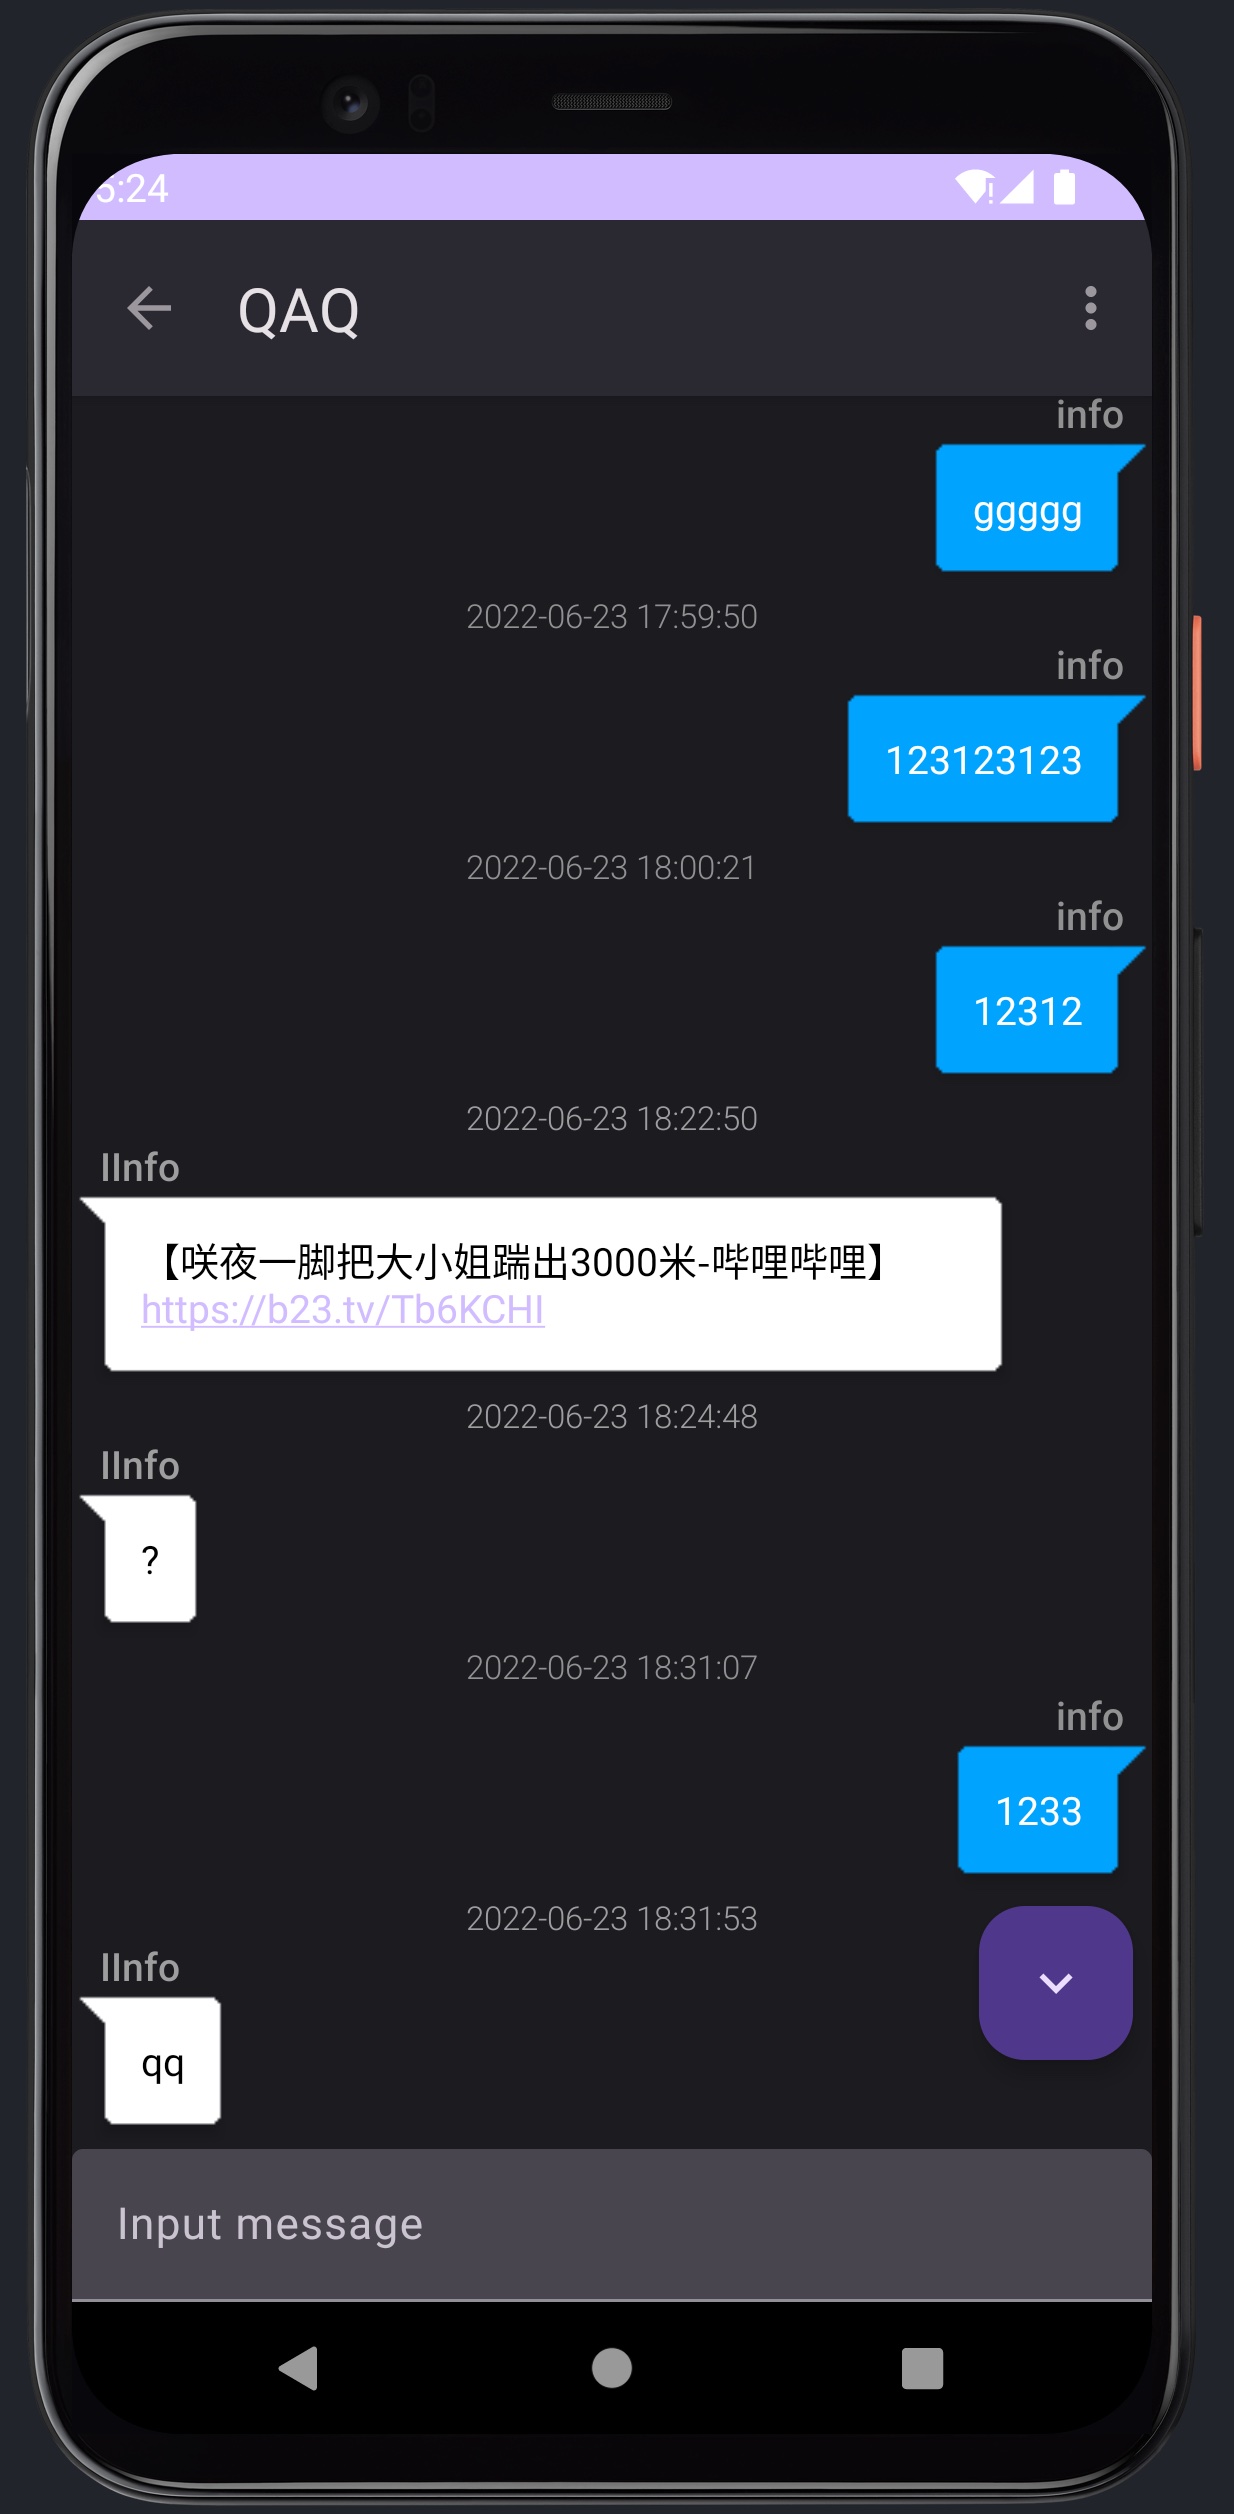 5:24
QAQ
info
ggggg
2022-06-23 17:59:50
info
123123123
2022-06-23 18:00:21
info
12312
2022-06-23 18:22:50
IInfo
【咲夜一脚把大小姐踹出3000米-哔哩哔哩】
https://b23.tv/Tb6KCHI
2022-06-23 18:24:48
IInfo
?
2022-06-23 18:31:07
info
1233
2022-06-23 18:31:53
IInfo
qq
Input message